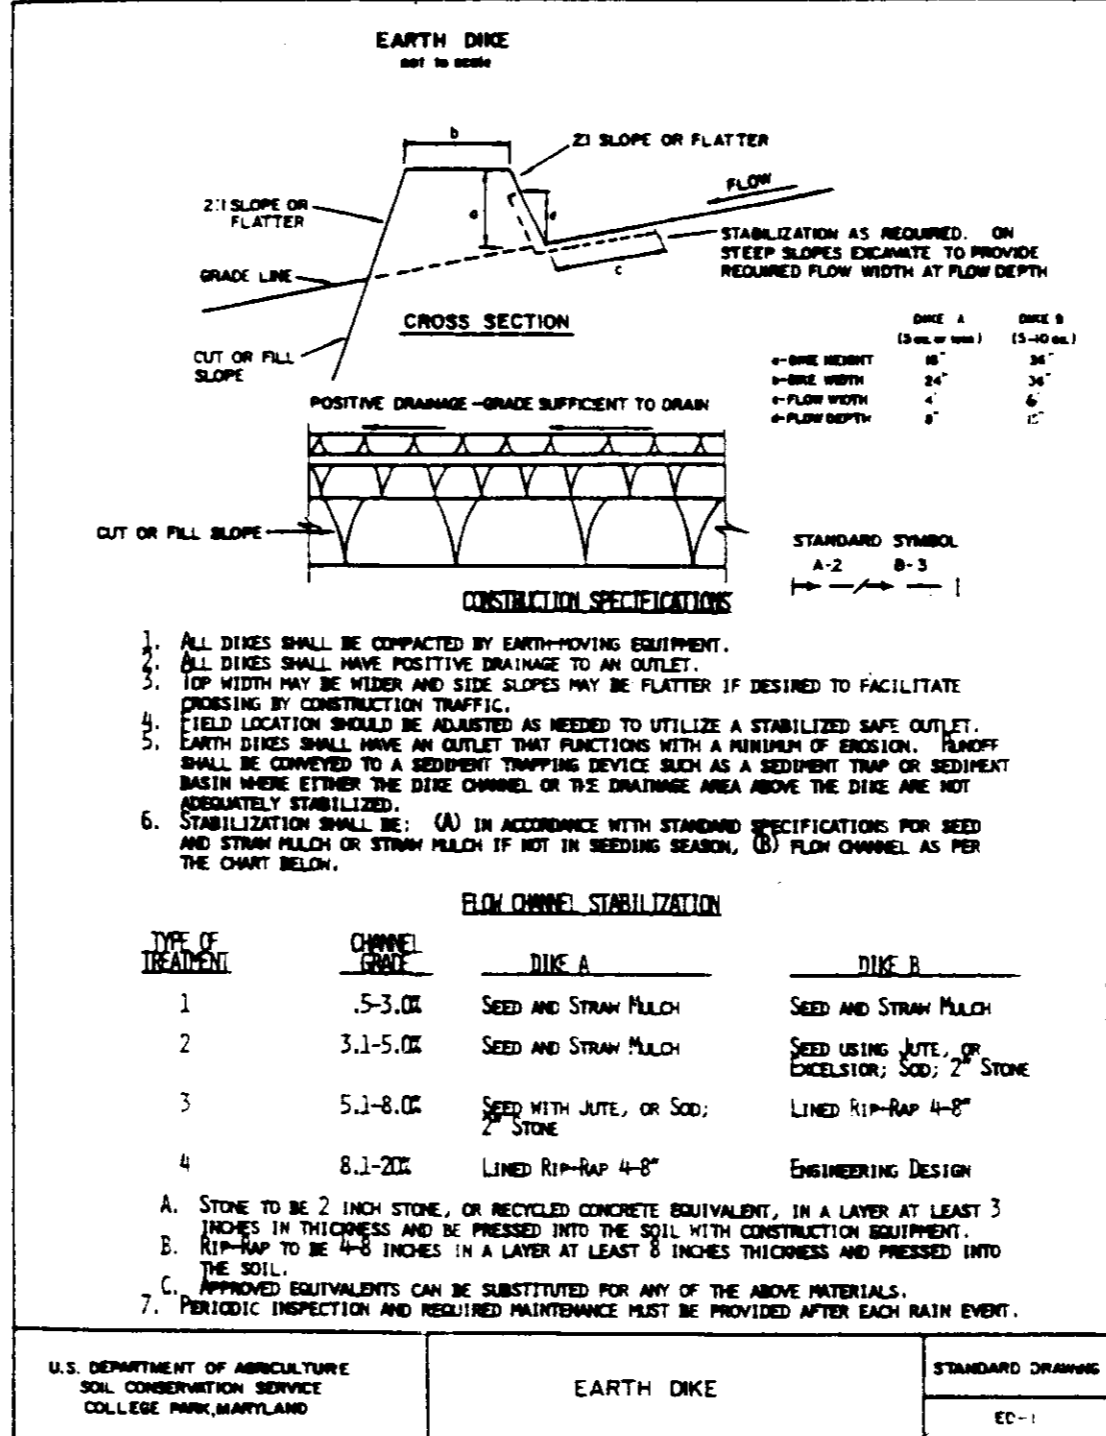 EARTH DIKE
not to scale
b
2:1 SLOPE OR FLATTER
FLOW
2:1 SLOPE OR
FLATTER
a
d
STABILIZATION AS REQUIRED. ON
STEEP SLOPES EXCAVATE TO PROVIDE
REQUIRED FLOW WIDTH AT FLOW DEPTH
c
GRADE LINE
CROSS SECTION
CUT OR FILL
SLOPE
DIKE A DIKE B
(5 ac. or less) (5-10 ac.)
a-DIKE HEIGHT 18" 36"
b-DIKE WIDTH 24" 36"
c-FLOW WIDTH 4' 6'
d-FLOW DEPTH 8" 15"
POSITIVE DRAINAGE-GRADE SUFFICIENT TO DRAIN
CUT OR FILL SLOPE
STANDARD SYMBOL
A-2 B-3
CONSTRUCTION SPECIFICATIONS
1. ALL DIKES SHALL BE COMPACTED BY EARTH-MOVING EQUIPMENT.
2. ALL DIKES SHALL HAVE POSITIVE DRAINAGE TO AN OUTLET.
3. TOP WIDTH MAY BE WIDER AND SIDE SLOPES MAY BE FLATTER IF DESIRED TO FACILITATE
CROSSING BY CONSTRUCTION TRAFFIC.
4. FIELD LOCATION SHOULD BE ADJUSTED AS NEEDED TO UTILIZE A STABILIZED SAFE OUTLET.
5. EARTH DIKES SHALL HAVE AN OUTLET THAT FUNCTIONS WITH A MINIMUM OF EROSION. RUNOFF
SHALL BE CONVEYED TO A SEDIMENT TRAPPING DEVICE SUCH AS A SEDIMENT TRAP OR SEDIMENT
BASIN WHERE EITHER THE DIKE CHANNEL OR THE DRAINAGE AREA ABOVE THE DIKE ARE NOT
ADEQUATELY STABILIZED.
6. STABILIZATION SHALL BE: (A) IN ACCORDANCE WITH STANDARD SPECIFICATIONS FOR SEED
AND STRAW MULCH OR STRAW MULCH IF NOT IN SEEDING SEASON, (B) FLOW CHANNEL AS PER
THE CHART BELOW.
FLOW CHANNEL STABILIZATION
TYPE OF TREATMENT CHANNEL GRADE DIKE A DIKE B
1 .5-3.0% SEED AND STRAW MULCH SEED AND STRAW MULCH
2 3.1-5.0% SEED AND STRAW MULCH SEED USING JUTE, OR
EXCELSIOR; SOD; 2" STONE
3 5.1-8.0% SEED WITH JUTE, OR SOD; LINED RIP-RAP 4-8"
2" STONE
4 8.1-20% LINED RIP-RAP 4-8" ENGINEERING DESIGN
A. STONE TO BE 2 INCH STONE, OR RECYCLED CONCRETE EQUIVALENT, IN A LAYER AT LEAST 3
INCHES IN THICKNESS AND BE PRESSED INTO THE SOIL WITH CONSTRUCTION EQUIPMENT.
B. RIP-RAP TO BE 4-8 INCHES IN A LAYER AT LEAST 8 INCHES THICKNESS AND PRESSED INTO
THE SOIL.
C. APPROVED EQUIVALENTS CAN BE SUBSTITUTED FOR ANY OF THE ABOVE MATERIALS.
7. PERIODIC INSPECTION AND REQUIRED MAINTENANCE MUST BE PROVIDED AFTER EACH RAIN EVENT.
U.S. DEPARTMENT OF AGRICULTURE
SOIL CONSERVATION SERVICE
COLLEGE PARK, MARYLAND
EARTH DIKE
STANDARD DRAWING
ED-1